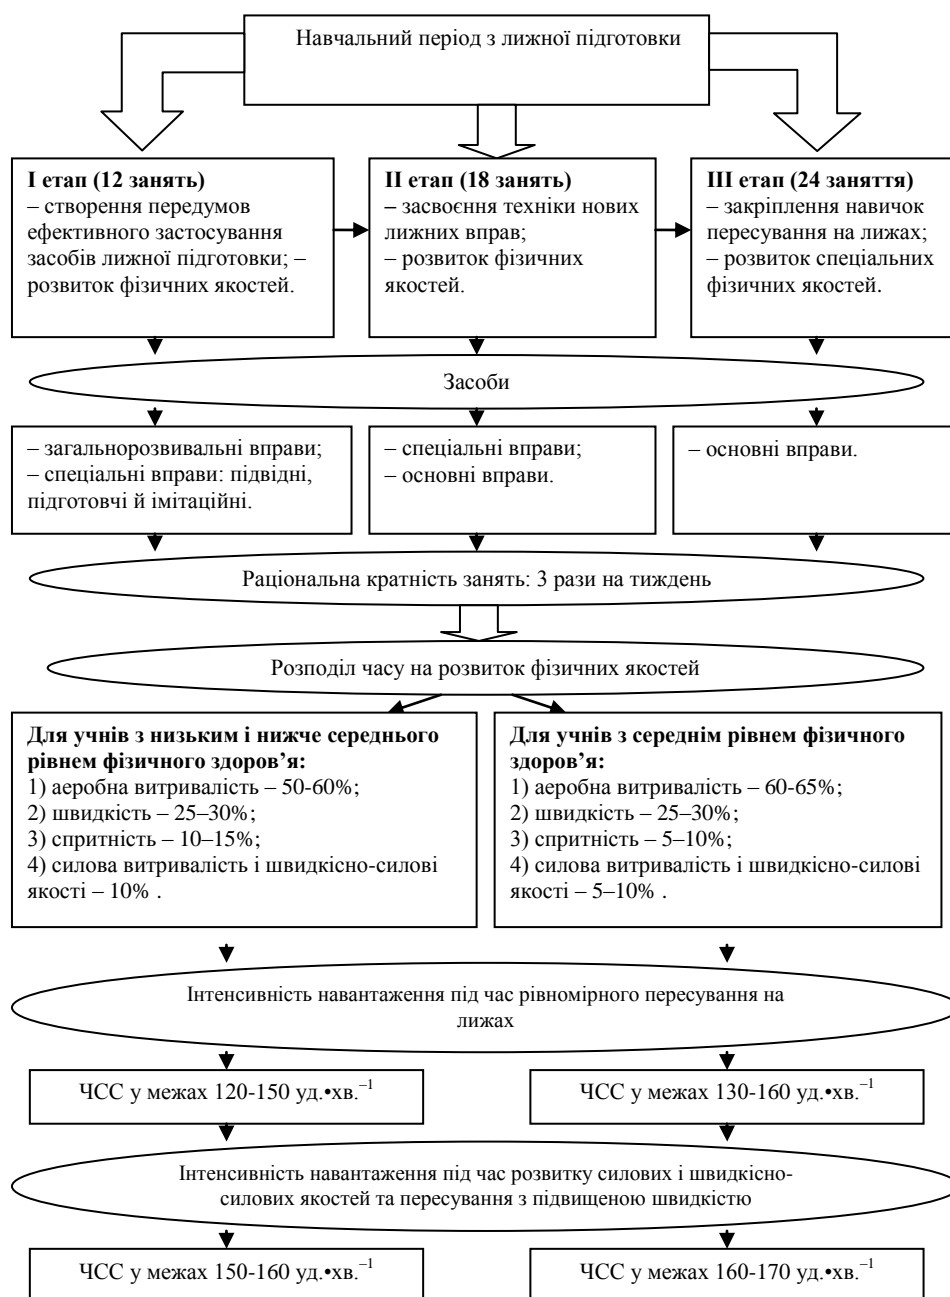 Навчальний період з лижної підготовки
І етап (12 занять)
– створення передумов
ефективного застосування
засобів лижної підготовки; –
розвиток фізичних якостей.
ІІ етап (18 занять)
– засвоєння техніки нових
лижних вправ;
– розвиток фізичних
якостей.
ІІІ етап (24 заняття)
– закріплення навичок
пересування на лижах;
– розвиток спеціальних
фізичних якостей.
Засоби
– загальнорозвивальні вправи;
– спеціальні вправи: підвідні,
підготовчі й імітаційні.
– спеціальні вправи;
– основні вправи.
– основні вправи.
Раціональна кратність занять: 3 рази на тиждень
Розподіл часу на розвиток фізичних якостей
Для учнів з низьким і нижче середнього
рівнем фізичного здоров’я:
1) аеробна витривалість – 50-60%;
2) швидкість – 25–30%;
3) спритність – 10–15%;
4) силова витривалість і швидкісно-силові
якості – 10% .
Для учнів з середнім рівнем фізичного
здоров’я:
1) аеробна витривалість – 60-65%;
2) швидкість – 25–30%;
3) спритність – 5–10%;
4) силова витривалість і швидкісно-силові
якості – 5–10% .
Інтенсивність навантаження під час рівномірного пересування на
лижах
ЧСС у межах 120-150 уд.•хв.⁻¹
ЧСС у межах 130-160 уд.•хв.⁻¹
Інтенсивність навантаження під час розвитку силових і швидкісно-
силових якостей та пересування з підвищеною швидкістю
ЧСС у межах 150-160 уд.•хв.⁻¹
ЧСС у межах 160-170 уд.•хв.⁻¹